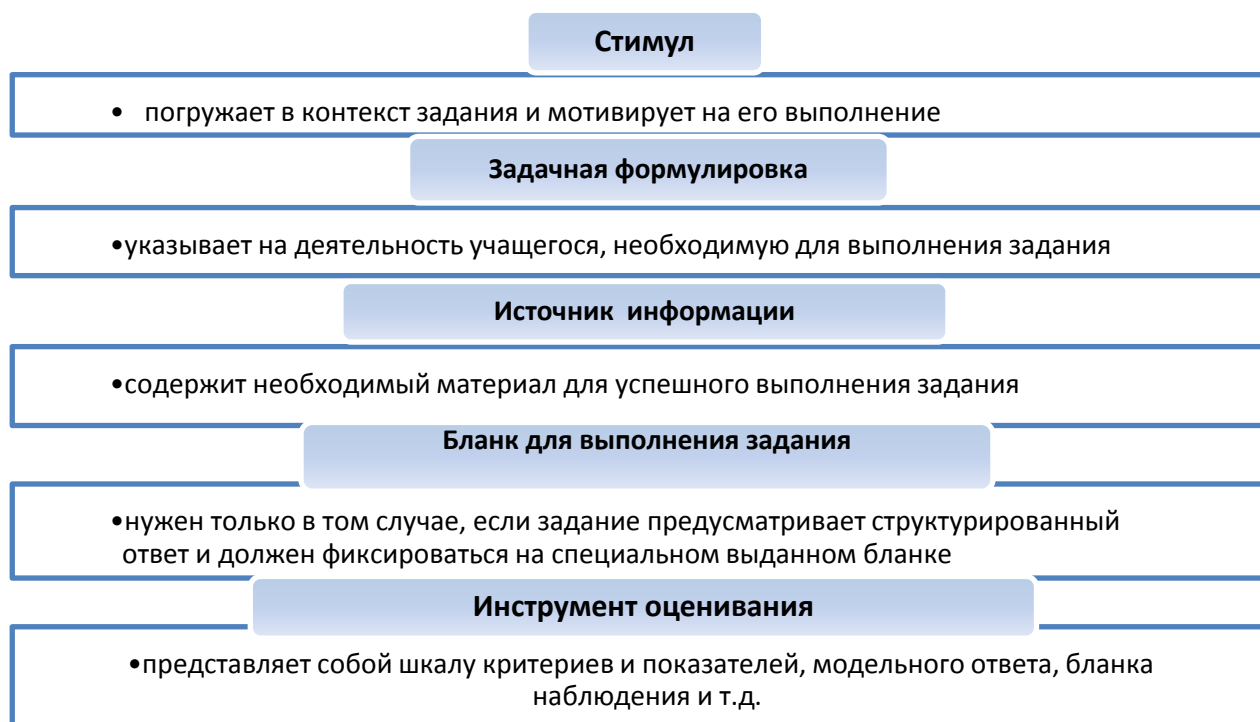 Стимул
• погружает в контекст задания и мотивирует на его выполнение
Задачная формулировка
•указывает на деятельность учащегося, необходимую для выполнения задания
Источник информации
•содержит необходимый материал для успешного выполнения задания
Бланк для выполнения задания
•нужен только в том случае, если задание предусматривает структурированный
ответ и должен фиксироваться на специальном выданном бланке
Инструмент оценивания
•представляет собой шкалу критериев и показателей, модельного ответа, бланка
наблюдения и т.д.